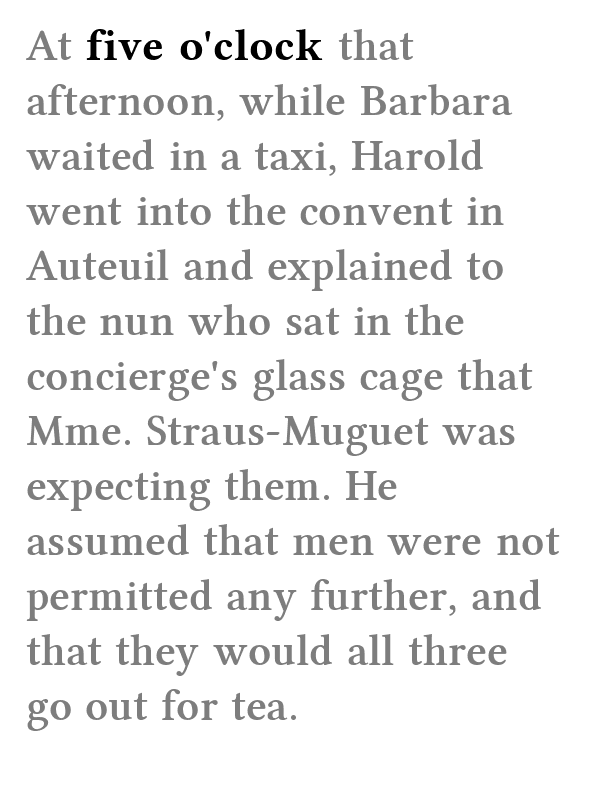 At five o'clock that
afternoon, while Barbara
waited in a taxi, Harold
went into the convent in
Auteuil and explained to
the nun who sat in the
concierge's glass cage that
Mme. Straus-Muguet was
expecting them. He
assumed that men were not
permitted any further, and
that they would all three
go out for tea.